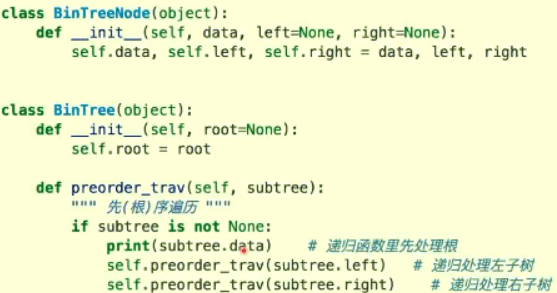 class BinTreeNode(object):
    def __init__(self, data, left=None, right=None):
        self.data, self.left, self.right = data, left, right
class BinTree(object):
    def __init__(self, root=None):
        self.root = root
    def preorder_trav(self, subtree):
        """ 先(根)序遍历 """
        if subtree is not None:
            print(subtree.data)    # 递归函数里先处理根
            self.preorder_trav(subtree.left)   # 递归处理左子树
            self.preorder_trav(subtree.right)    # 递归处理右子树